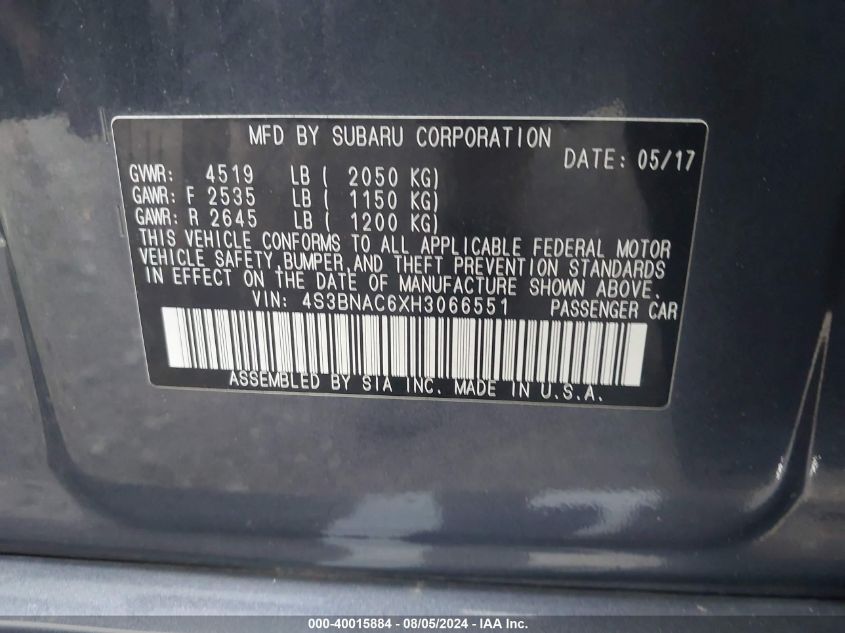 MFD BY SUBARU CORPORATION
DATE: 05/17
GVWR: 4519 LB ( 2050 KG)
GAWR: F 2535 LB ( 1150 KG)
GAWR: R 2645 LB ( 1200 KG)
THIS VEHICLE CONFORMS TO ALL APPLICABLE FEDERAL MOTOR
VEHICLE SAFETY, BUMPER, AND THEFT PREVENTION STANDARDS
IN EFFECT ON THE DATE OF MANUFACTURE SHOWN ABOVE.
VIN: 4S3BNAC6XH3066551 PASSENGER CAR
ASSEMBLED BY SIA INC. MADE IN U.S.A.
000-40015884 - 08/05/2024 - IAA Inc.